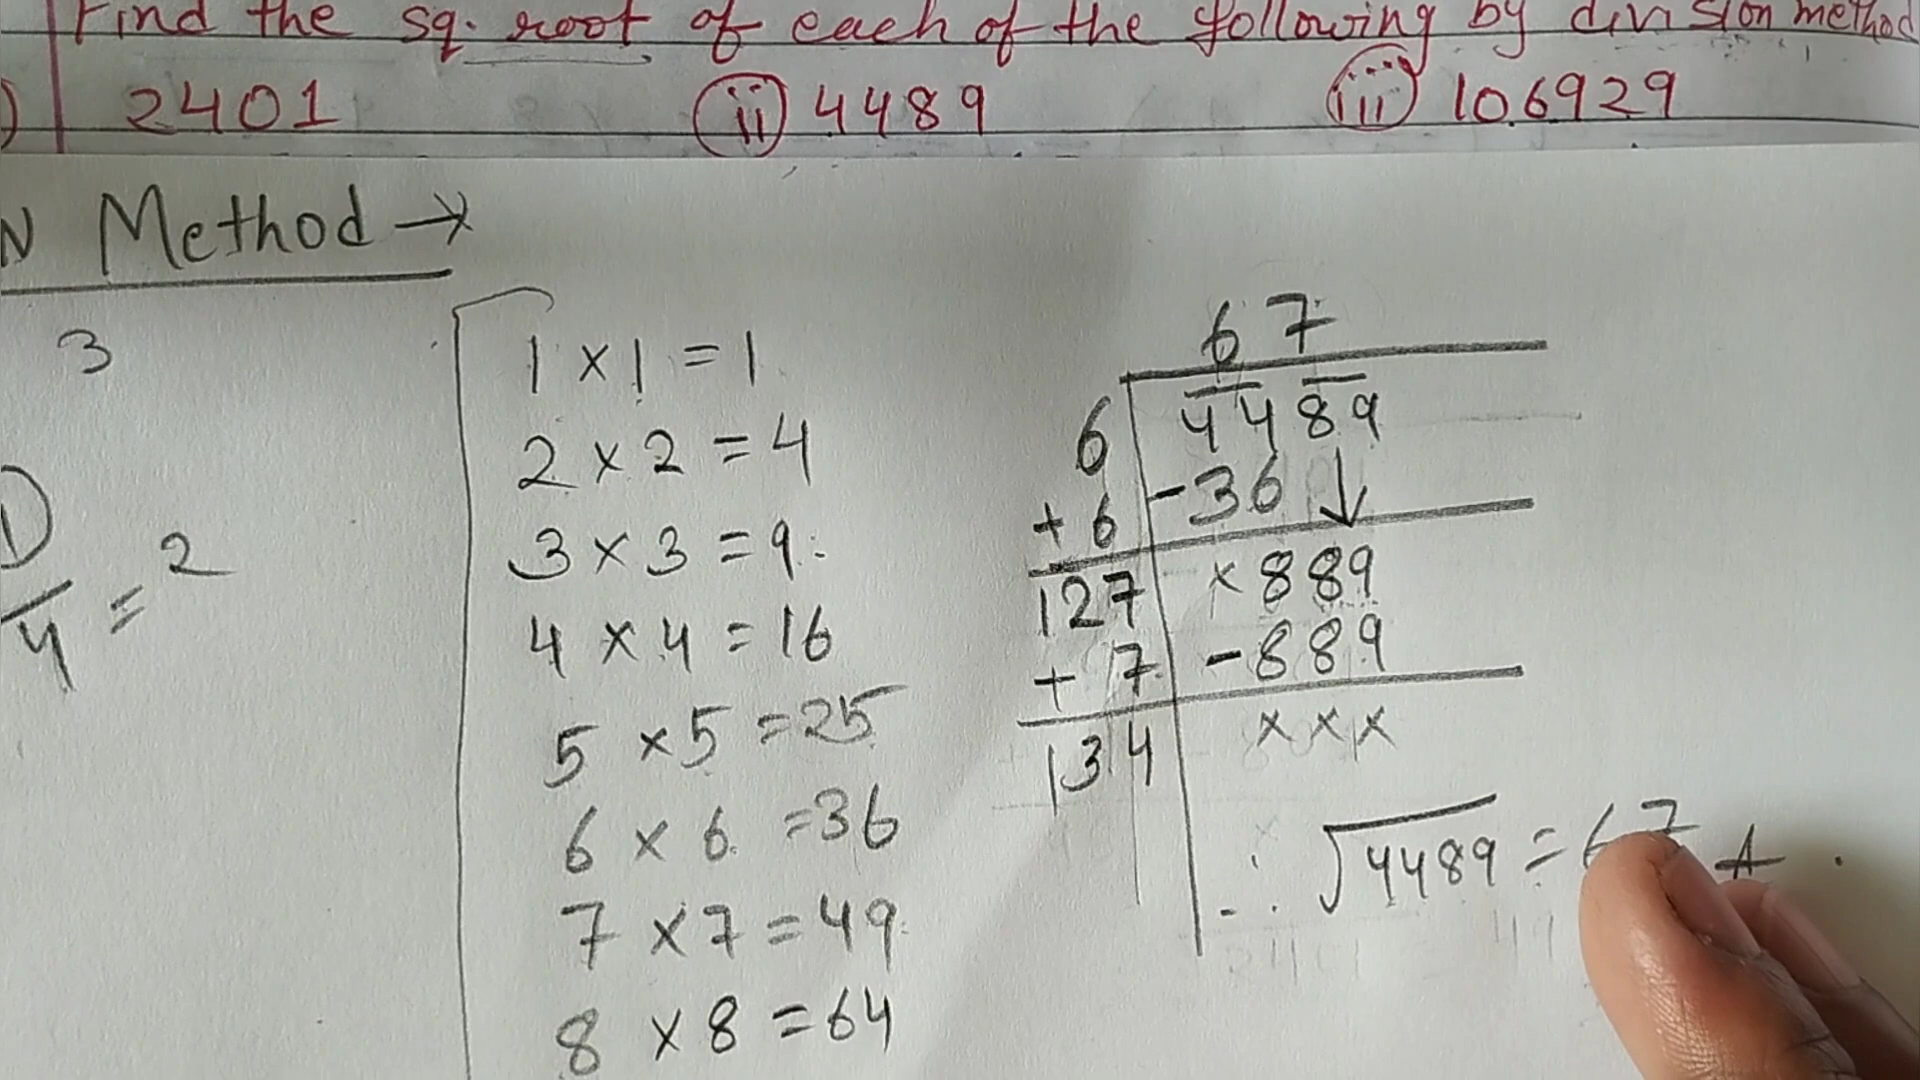 Find the sq. root of each of the following by division method
) 2401 (ii) 4489 (iii) 106929
N Method →
3
4 = 2
1 × 1 = 1
2 × 2 = 4
3 × 3 = 9
4 × 4 = 16
5 × 5 = 25
6 × 6 = 36
7 × 7 = 49
8 × 8 = 64
67
6 4489
+ 6 - 36 ↓
127 × 889
+ 7 - 889
134 × × ×
∴ √4489 = 67